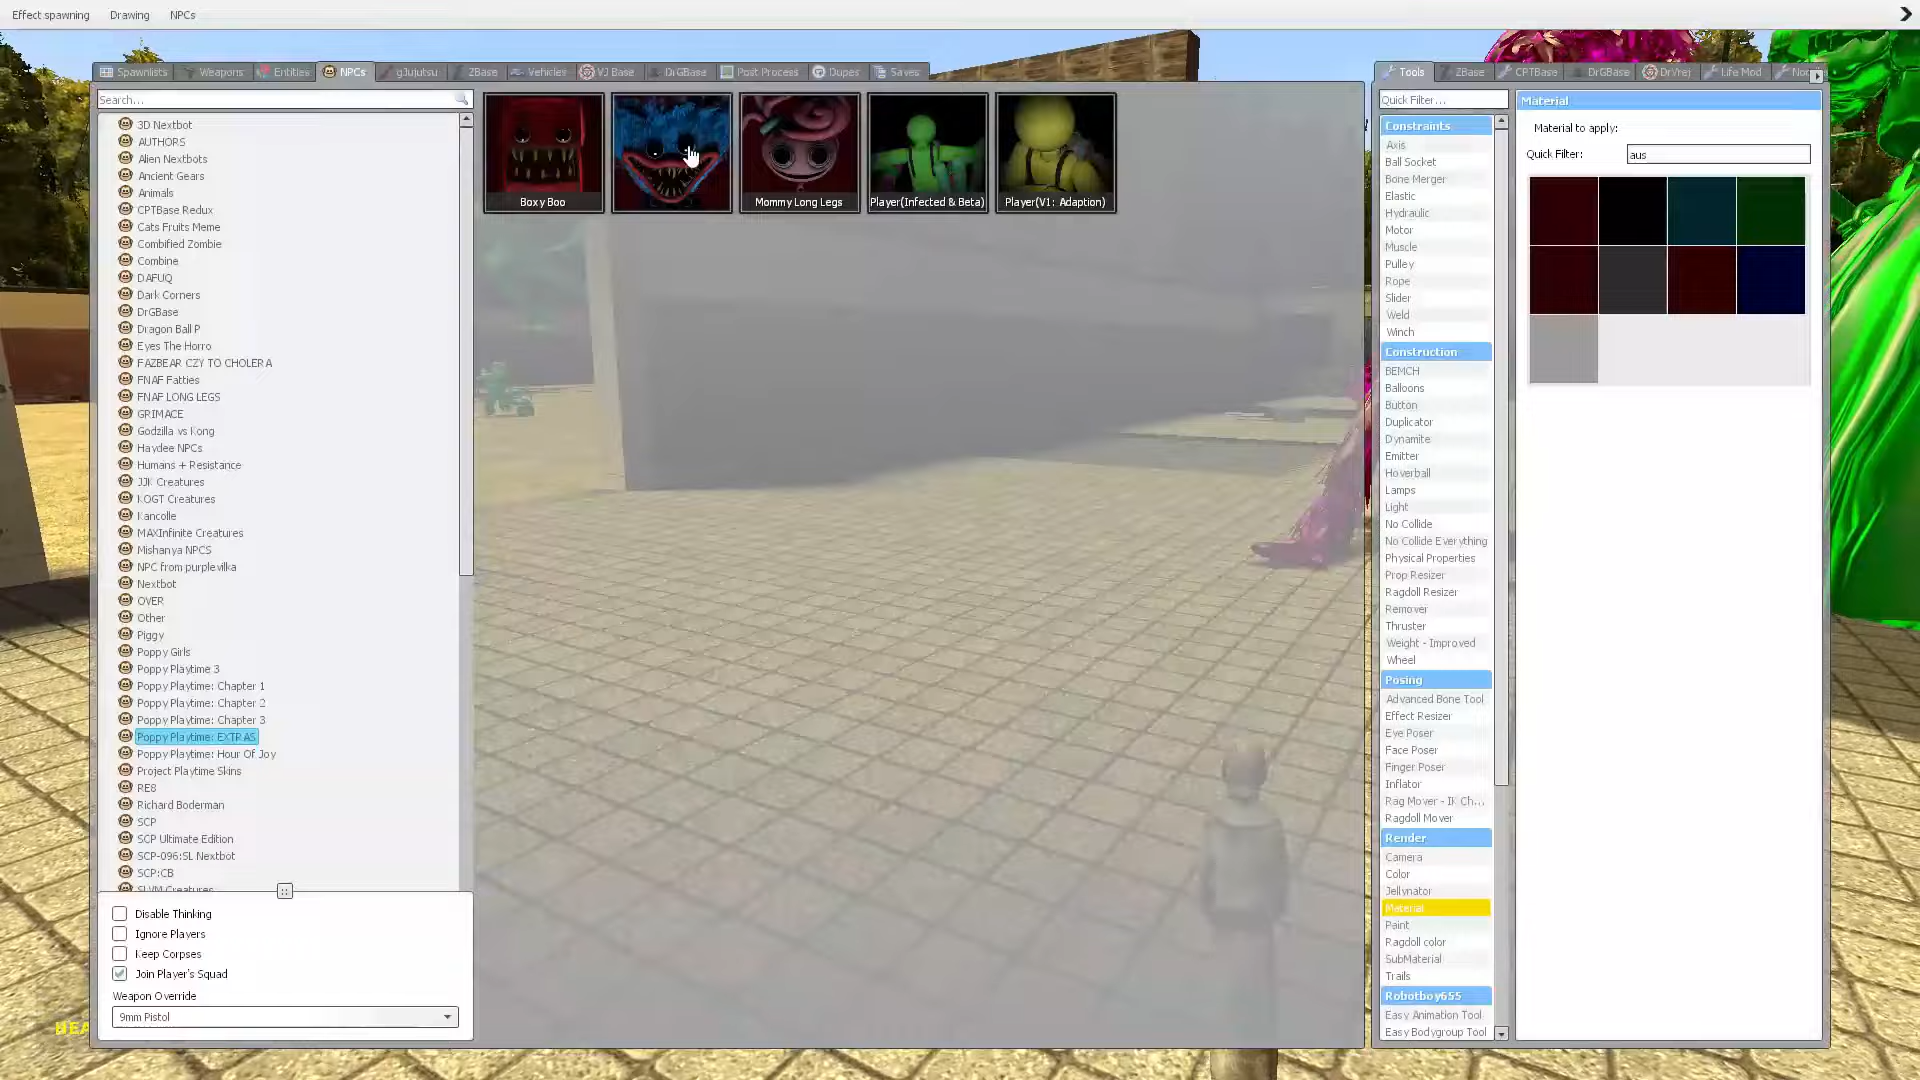 Effect spawning Drawing NPCs
Spawnlists Weapons Entities NPCs gJujutsu ZBase Vehicles VJ Base DrGBase Post Process Dupes Saves
Search...
3D Nextbot
AUTHORS
Alien Nextbots
Ancient Gears
Animals
CPTBase Redux
Cats Fruits Meme
Combified Zombie
Combine
DAFUQ
Dark Corners
DrGBase
Dragon Ball P
Eyes The Horro
FAZBEAR CZY TO CHOLERA
FNAF Fatties
FNAF LONG LEGS
GRIMACE
Godzilla vs Kong
Haydee NPCs
Humans + Resistance
JJK Creatures
KOGT Creatures
Kancolle
MAXInfinite Creatures
Mishanya NPCS
NPC from purplevilka
Nextbot
OVER
Other
Piggy
Poppy Girls
Poppy Playtime 3
Poppy Playtime: Chapter 1
Poppy Playtime: Chapter 2
Poppy Playtime: Chapter 3
Poppy Playtime: EXTRAS
Poppy Playtime: Hour Of Joy
Project Playtime Skins
RE8
Richard Boderman
SCP
SCP Ultimate Edition
SCP-096:SL Nextbot
SCP:CB
SLVM Creatures
Disable Thinking
Ignore Players
Keep Corpses
Join Player's Squad
Weapon Override
9mm Pistol
Boxy Boo
Mommy Long Legs
Player(Infected & Beta)
Player(V1: Adaption)
Tools ZBase CPTBase DrGBase DrVrej Life Mod
Quick Filter...
Constraints
Axis
Ball Socket
Bone Merger
Elastic
Hydraulic
Motor
Muscle
Pulley
Rope
Slider
Weld
Winch
Construction
BEMCH
Balloons
Button
Duplicator
Dynamite
Emitter
Hoverball
Lamps
Light
No Collide
No Collide Everything
Physical Properties
Prop Resizer
Ragdoll Resizer
Remover
Thruster
Weight - Improved
Wheel
Posing
Advanced Bone Tool
Effect Resizer
Eye Poser
Face Poser
Finger Poser
Inflator
Rag Mover - IK Ch...
Ragdoll Mover
Render
Camera
Color
Jellynator
Material
Paint
Ragdoll color
SubMaterial
Trails
Robotboy655
Easy Animation Tool
Easy Bodygroup Tool
Material
Material to apply:
Quick Filter: aus